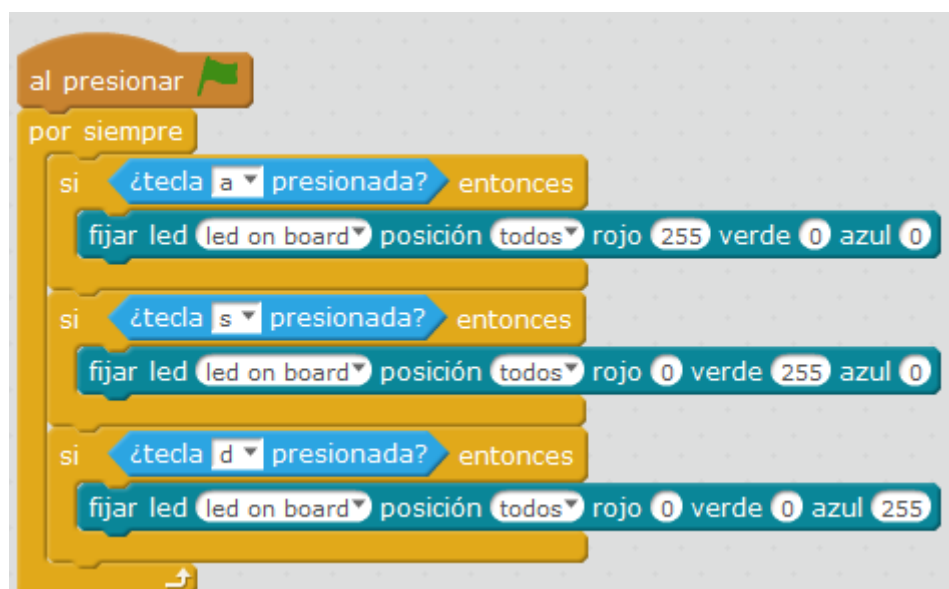 al presionar
por siempre
si ¿tecla a presionada? entonces
fijar led led on board posición todos rojo 255 verde 0 azul 0
si ¿tecla s presionada? entonces
fijar led led on board posición todos rojo 0 verde 255 azul 0
si ¿tecla d presionada? entonces
fijar led led on board posición todos rojo 0 verde 0 azul 255